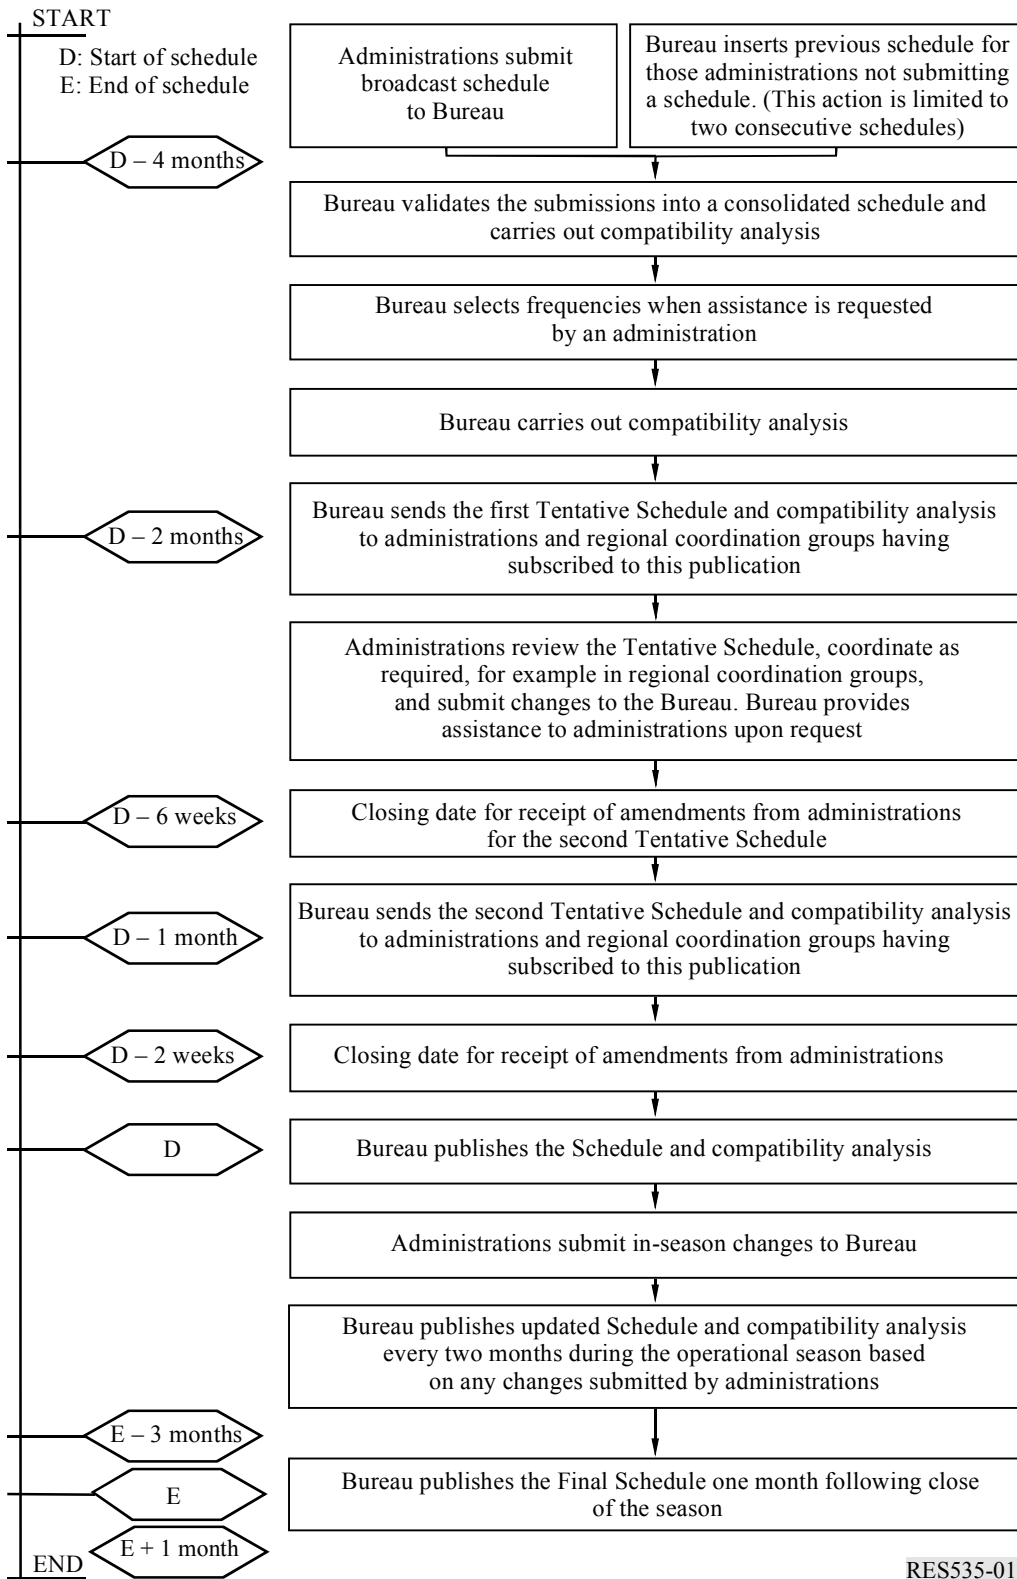 START
D: Start of schedule
E: End of schedule
Administrations submit
broadcast schedule
to Bureau
Bureau inserts previous schedule for
those administrations not submitting
a schedule. (This action is limited to
two consecutive schedules)
D – 4 months
Bureau validates the submissions into a consolidated schedule and
carries out compatibility analysis
Bureau selects frequencies when assistance is requested
by an administration
Bureau carries out compatibility analysis
D – 2 months
Bureau sends the first Tentative Schedule and compatibility analysis
to administrations and regional coordination groups having
subscribed to this publication
Administrations review the Tentative Schedule, coordinate as
required, for example in regional coordination groups,
and submit changes to the Bureau. Bureau provides
assistance to administrations upon request
D – 6 weeks
Closing date for receipt of amendments from administrations
for the second Tentative Schedule
D – 1 month
Bureau sends the second Tentative Schedule and compatibility analysis
to administrations and regional coordination groups having
subscribed to this publication
D – 2 weeks
Closing date for receipt of amendments from administrations
D
Bureau publishes the Schedule and compatibility analysis
Administrations submit in-season changes to Bureau
Bureau publishes updated Schedule and compatibility analysis
every two months during the operational season based
on any changes submitted by administrations
E – 3 months
E
Bureau publishes the Final Schedule one month following close
of the season
E + 1 month
END
RES535-01